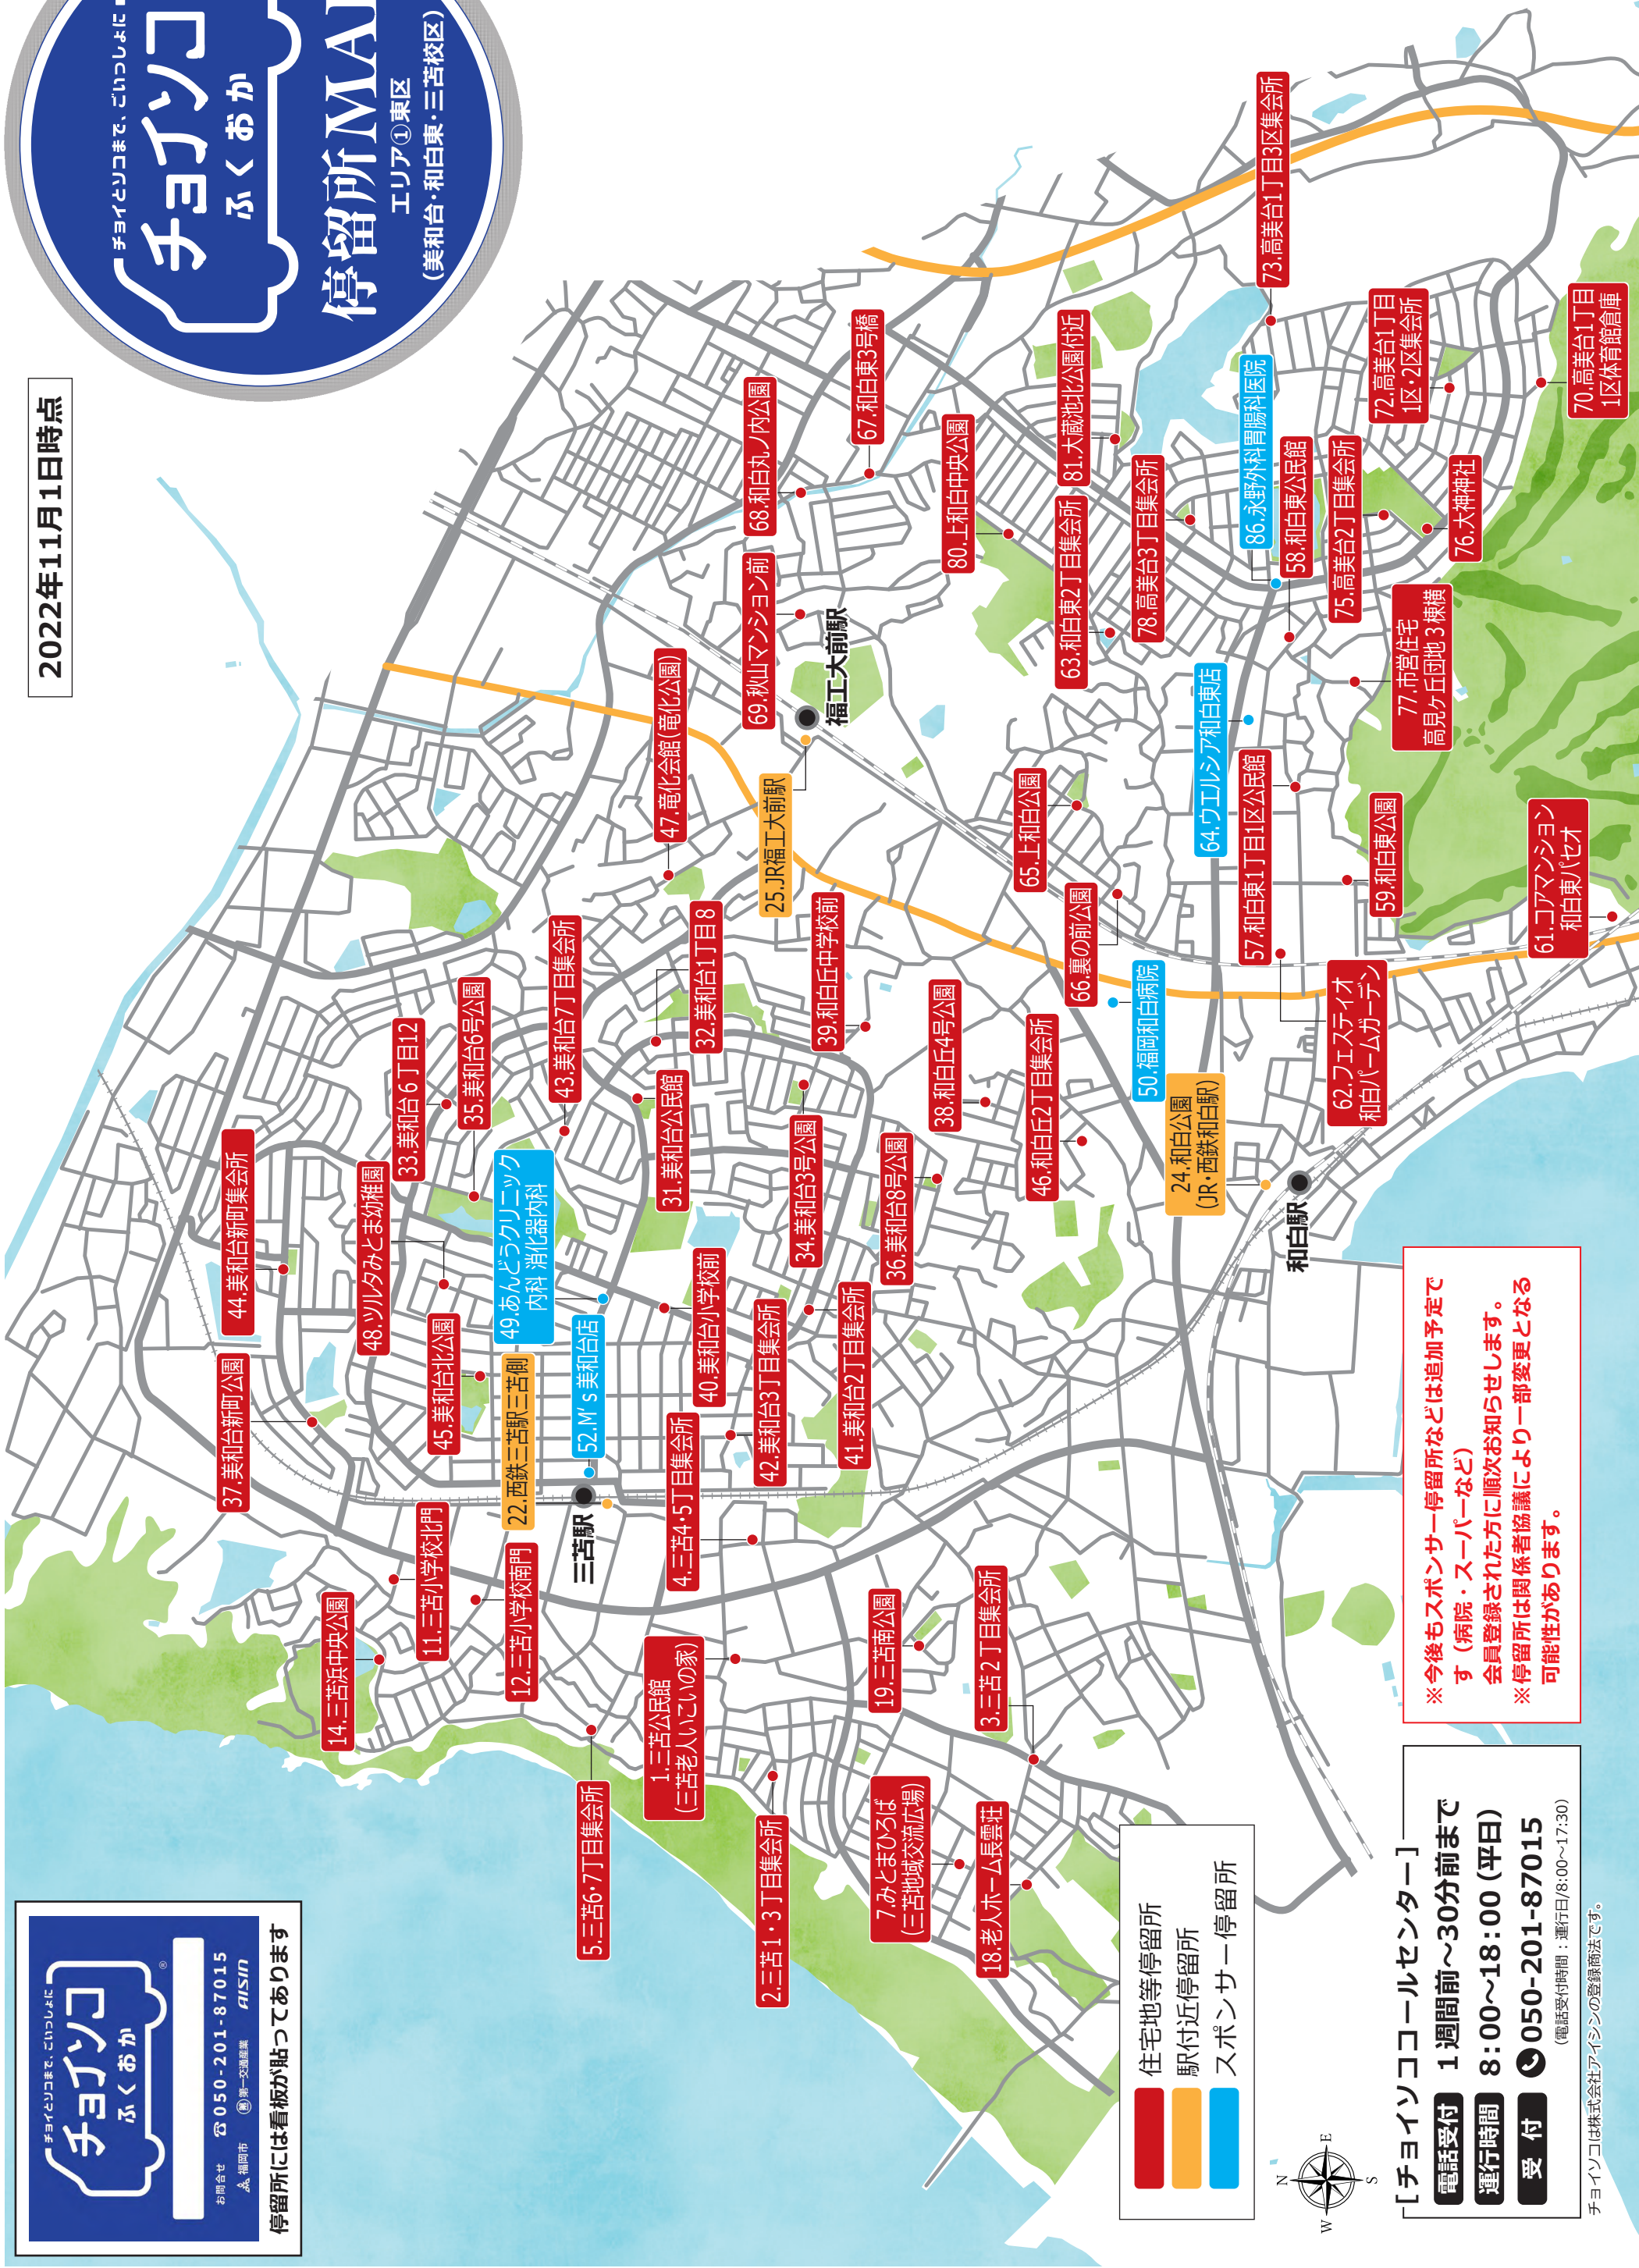 チョイとソコまで、ごいっしょに
チョイソコ
ふくおか
お問合せ ☎050-201-87015
福岡市 第一交通産業 AISIN
®
停留所には看板が貼ってあります
2022年11月1日時点
チョイとソコまで、ごいっしょに
チョイソコ
ふくおか
停留所MAP
エリア①東区
(美和台・和白東・三苫校区)
14.三苫浜中央公園
11.三苫小学校北門
12.三苫小学校南門
37.美和台新町公園
44.美和台新町集会所
48.ソルタみとま幼稚園
33.美和台6丁目12
35.美和台6号公園
45.美和台北公園
49.あんどうクリニック
内科 消化器内科
43.美和台7丁目集会所
22.西鉄三苫駅三苫側
52.M's美和台店
三苫駅
5.三苫6・7丁目集会所
1.三苫公民館
(三苫老人いこいの家)
4.三苫4・5丁目集会所
40.美和台小学校前
31.美和台公民館
32.美和台1丁目8
47.竜化会館(竜化公園)
69.秋山マンション前
68.和白丸ノ内公園
67.和白東3号橋
25.JR福工大前駅
福工大前駅
2.三苫1・3丁目集会所
42.美和台3丁目集会所
34.美和台3号公園
39.和白丘中学校前
41.美和台2丁目集会所
36.美和台8号公園
38.和白丘4号公園
7.みとまひろば
(三苫地域交流広場)
19.三苫南公園
18.老人ホーム長雲荘
3.三苫2丁目集会所
46.和白丘2丁目集会所
66.裏の前公園
65.上和白公園
80.上和白中央公園
63.和白東2丁目集会所
81.大蔵池北公園付近
78.高美台3丁目集会所
50.福岡和白病院
24.和白公園
(JR・西鉄和白駅)
64.ウエルシア和白東店
86.永野外科胃腸科医院
73.高美台1丁目3区集会所
57.和白東1丁目1区公民館
58.和白東公民館
75.高美台2丁目集会所
72.高美台1丁目
1区・2区集会所
76.大神神社
77.市営住宅
高見ヶ丘団地3棟横
59.和白東公園
62.フェスティオ
和白パームガーデン
61.コアマンション
和白東パセオ
70.高美台1丁目
1区体育館倉庫
和白駅
住宅地等停留所
駅付近停留所
スポンサー停留所
N
E
S
W
※今後もスポンサー停留所などは追加予定で
す（病院・スーパーなど）
会員登録された方に順次お知らせします。
※停留所は関係者協議により一部変更となる
可能性があります。
[チョイソココールセンター]
電話受付 1週間前～30分前まで
運行時間 8:00～18:00(平日)
受付 050-201-87015
(電話受付時間：運行日/8:00～17:30)
チョイソコは株式会社アイシンの登録商法です。